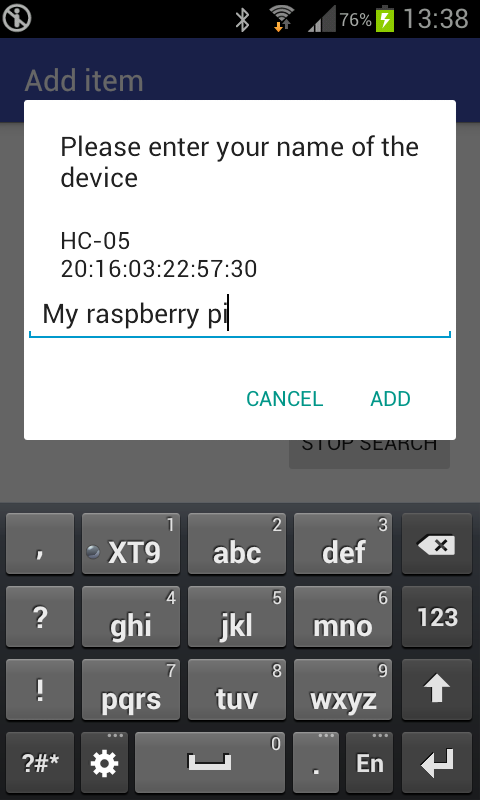 76% 13:38
Add item
Please enter your name of the
device
HC-05
20:16:03:22:57:30
My raspberry pi
CANCEL ADD
STOP SEARCH
, XT9 1 abc 2 def 3
? ghi 4 jkl 5 mno 6 123
! pqrs 7 tuv 8 wxyz 9
?#* 0 . En